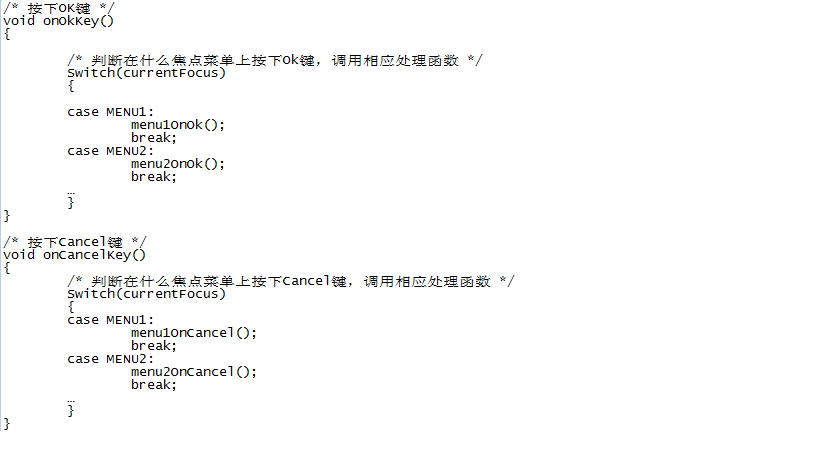 /* 按下OK键 */
void onOkKey()
{
/* 判断在什么焦点菜单上按下Ok键，调用相应处理函数 */
Switch(currentFocus)
{
case MENU1:
menu1OnOk();
break;
case MENU2:
menu2OnOk();
break;
…
}
}
/* 按下Cancel键 */
void onCancelKey()
{
/* 判断在什么焦点菜单上按下Cancel键，调用相应处理函数 */
Switch(currentFocus)
{
case MENU1:
menu1OnCancel();
break;
case MENU2:
menu2OnCancel();
break;
…
}
}